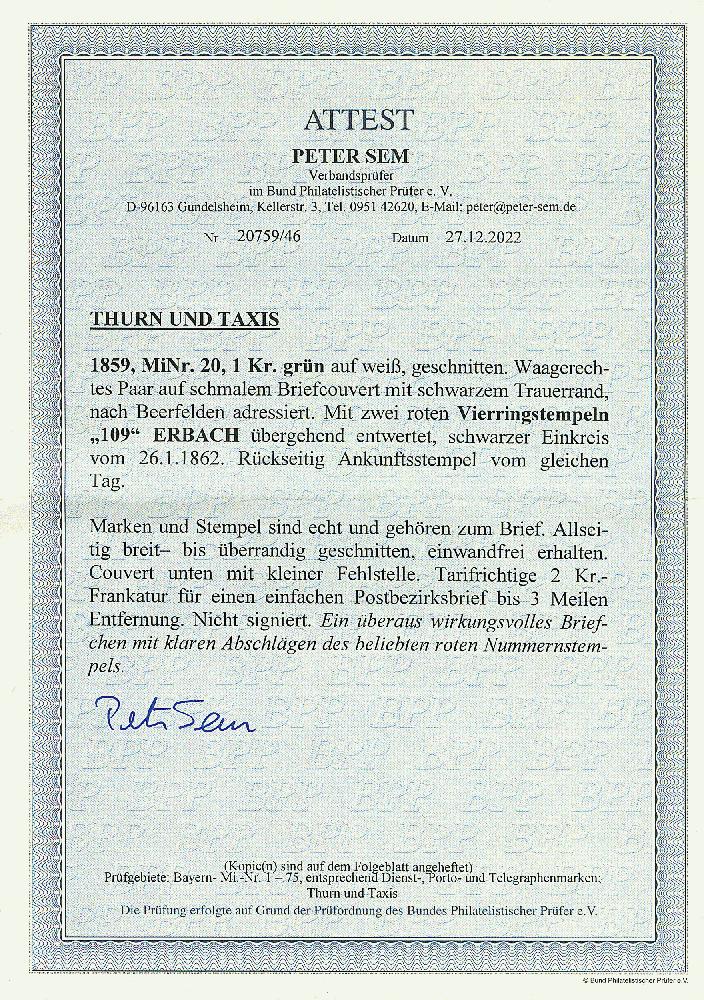 ATTEST
PETER SEM
Verbandsprüfer
im Bund Philatelistischer Prüfer e. V.
D-96163 Gundelsheim, Kellerstr. 3, Tel. 0951 42620, E-Mail: peter@peter-sem.de
Nr 20759/46 Datum 27.12.2022
THURN UND TAXIS
1859, MiNr. 20, 1 Kr. grün auf weiß, geschnitten. Waagerech-
tes Paar auf schmalem Briefcouvert mit schwarzem Trauerrand,
nach Beerfelden adressiert. Mit zwei roten Vierringstempeln
„109“ ERBACH übergehend entwertet, schwarzer Einkreis
vom 26.1.1862. Rückseitig Ankunftsstempel vom gleichen
Tag.
Marken und Stempel sind echt und gehören zum Brief. Allsei-
tig breit– bis überrandig geschnitten, einwandfrei erhalten.
Couvert unten mit kleiner Fehlstelle. Tarifrichtige 2 Kr.-
Frankatur für einen einfachen Postbezirksbrief bis 3 Meilen
Entfernung. Nicht signiert. Ein überaus wirkungsvolles Brief-
chen mit klaren Abschlägen des beliebten roten Nummernstem-
pels.
Peter Sem
(Kopie(n) sind auf dem Folgeblatt angeheftet)
Prüfgebiete: Bayern- Mi.-Nr. 1 – 75, entsprechend Dienst-, Porto- und Telegraphenmarken;
Thurn und Taxis
Die Prüfung erfolgte auf Grund der Prüfordnung des Bundes Philatelistischer Prüfer e.V.
© Bund Philatelistischer Prüfer e.V.